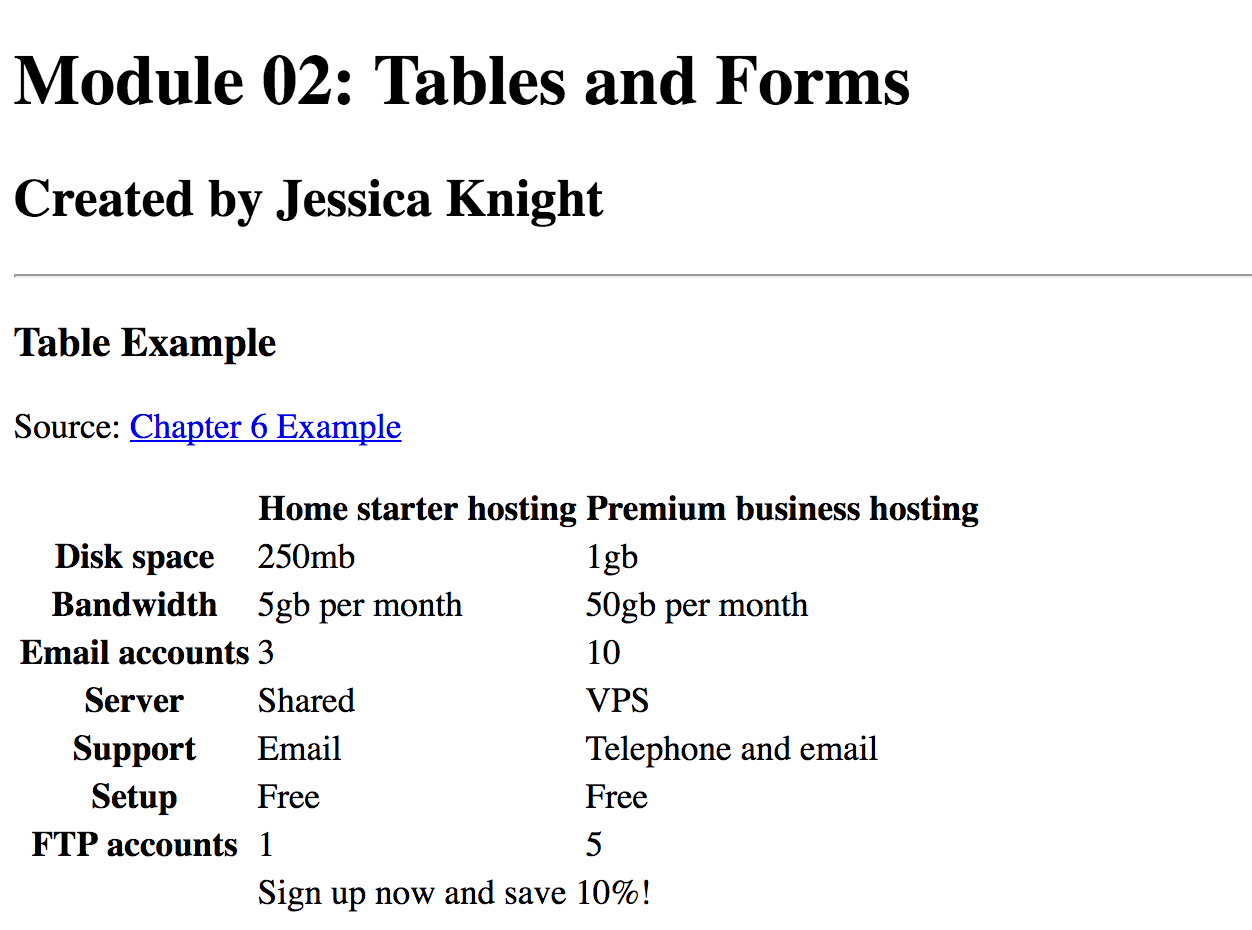 Module 02: Tables and Forms
Created by Jessica Knight
Table Example
Source: Chapter 6 Example
Home starter hosting Premium business hosting
Disk space 250mb 1gb
Bandwidth 5gb per month 50gb per month
Email accounts 3 10
Server Shared VPS
Support Email Telephone and email
Setup Free Free
FTP accounts 1 5
Sign up now and save 10%!